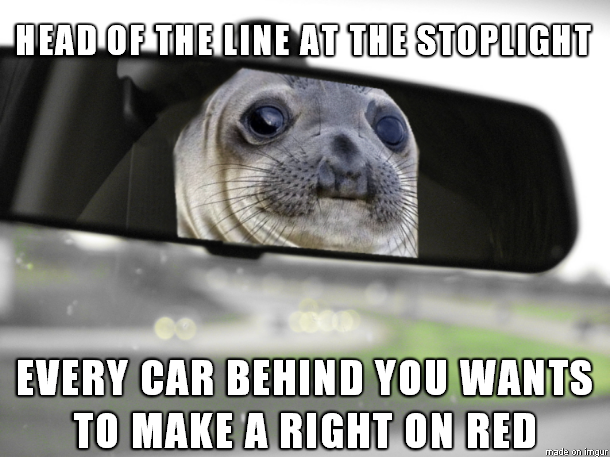 HEAD OF THE LINE AT THE STOPLIGHT
EVERY CAR BEHIND YOU WANTS
TO MAKE A RIGHT ON RED
made on imgur